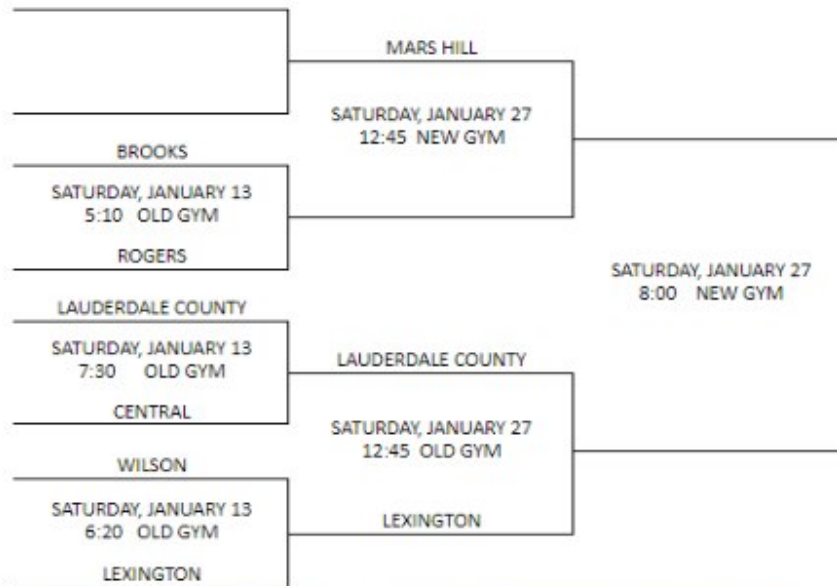 MARS HILL
SATURDAY, JANUARY 27
12:45 NEW GYM
BROOKS
SATURDAY, JANUARY 13
5:10 OLD GYM
ROGERS
SATURDAY, JANUARY 27
8:00 NEW GYM
LAUDERDALE COUNTY
SATURDAY, JANUARY 13
7:30 OLD GYM
LAUDERDALE COUNTY
CENTRAL
SATURDAY, JANUARY 27
12:45 OLD GYM
WILSON
SATURDAY, JANUARY 13
6:20 OLD GYM
LEXINGTON
LEXINGTON